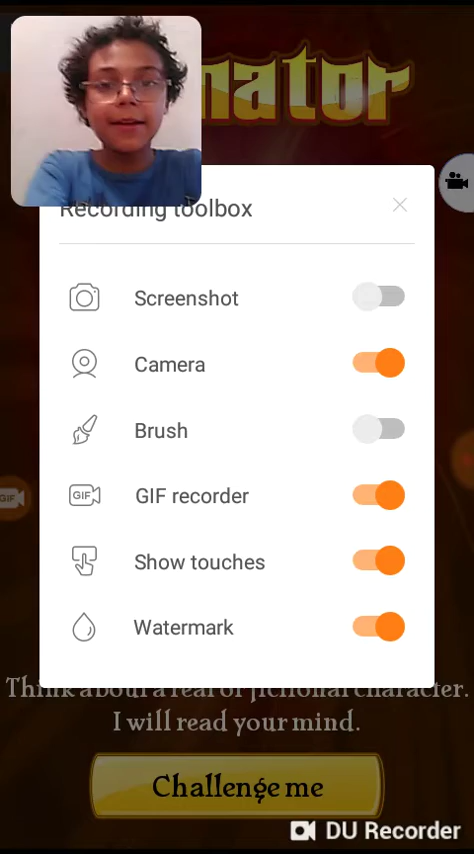 nator
Recording toolbox
Screenshot
Camera
Brush
GIF
GIF recorder
GIF
Show touches
Watermark
Think about a real or fictional character.
I will read your mind.
Challenge me
DU Recorder